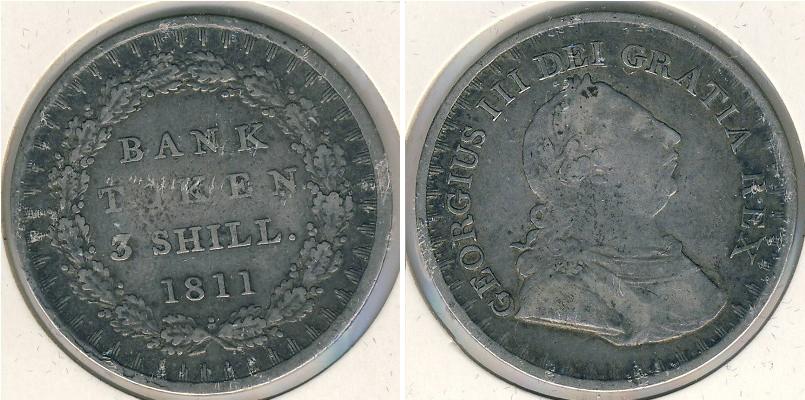 BANK
TOKEN
3 SHILL.
1811
GEORGIUS III DEI GRATIA REX